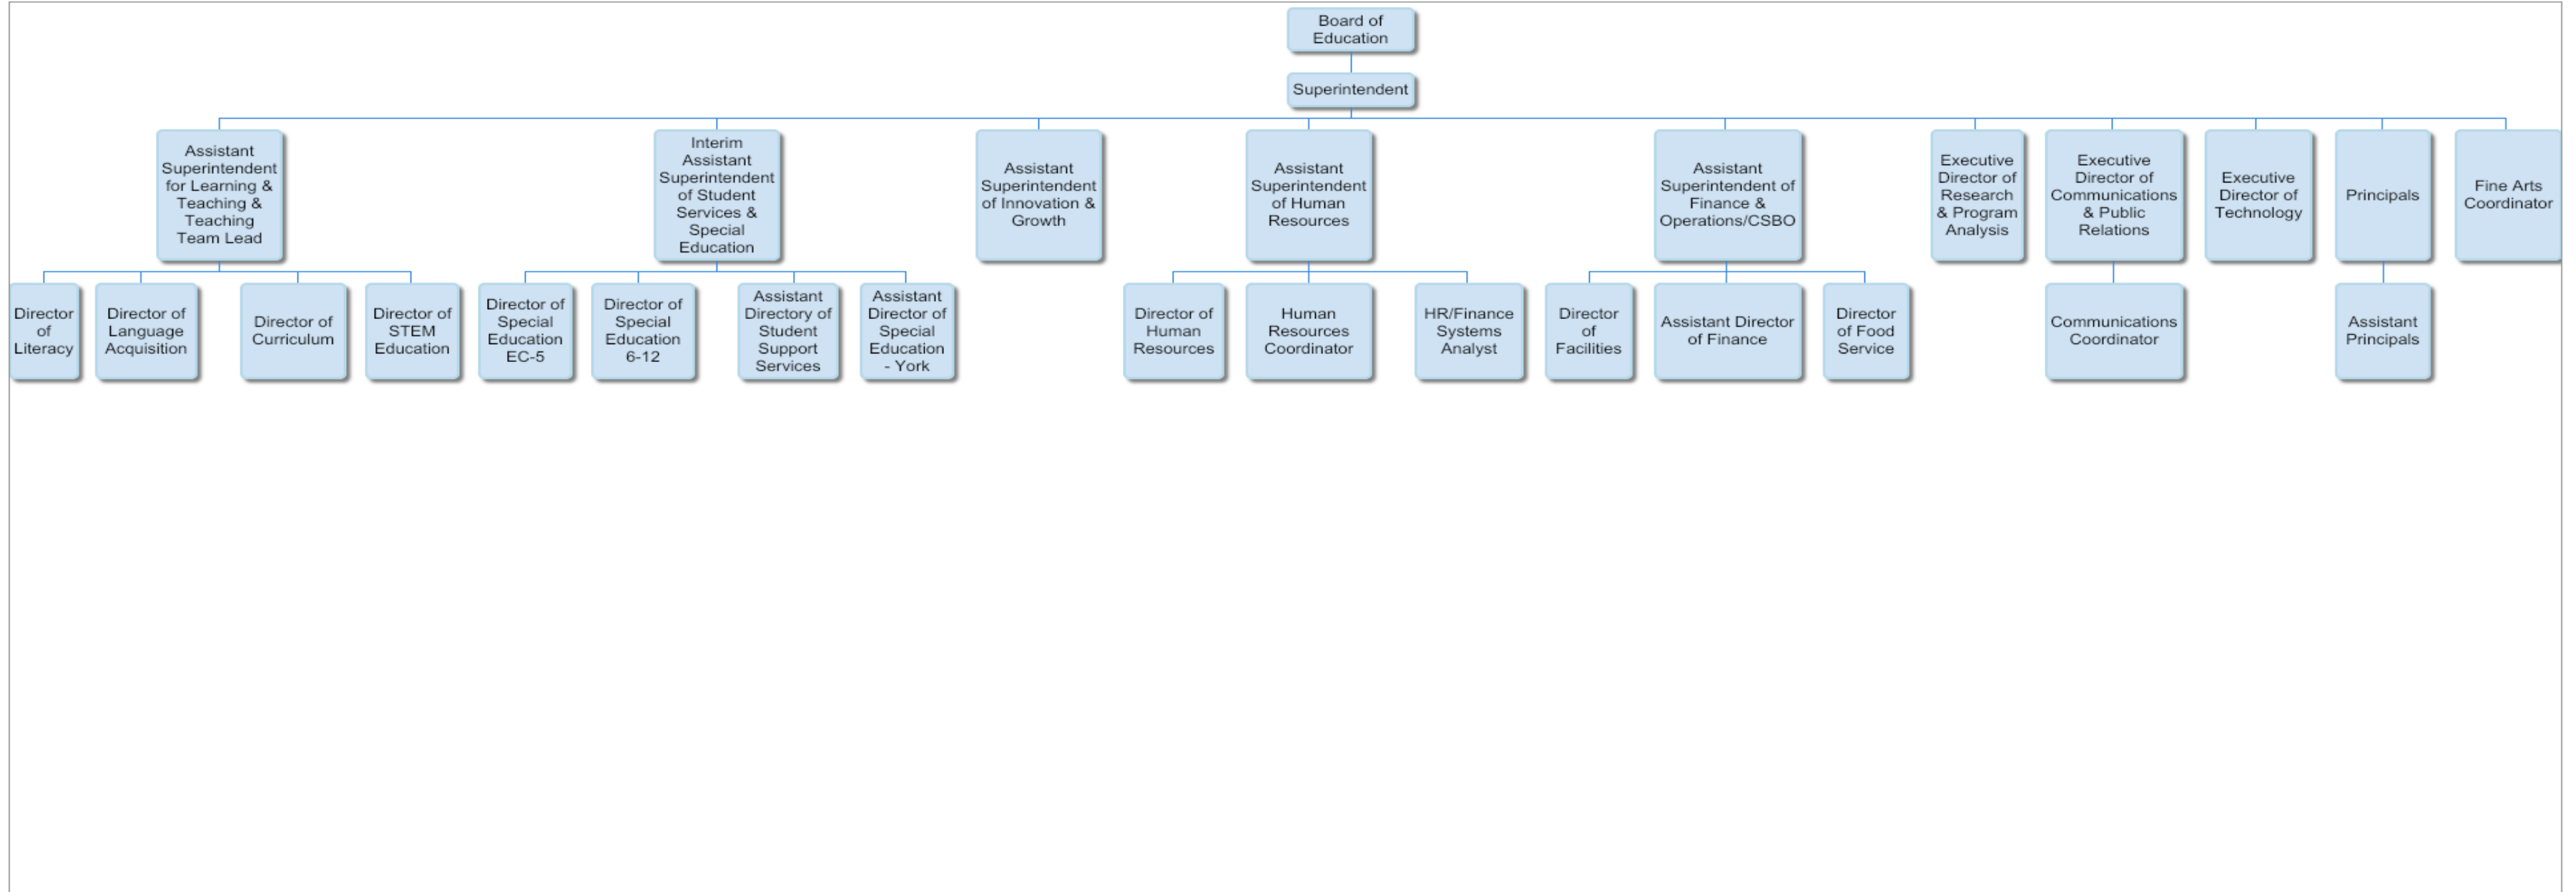 Board of
Education
Superintendent
Assistant
Superintendent
for Learning &
Teaching &
Teaching
Team Lead
Interim
Assistant
Superintendent
of Student
Services &
Special
Education
Assistant
Superintendent
of Innovation &
Growth
Assistant
Superintendent
of Human
Resources
Assistant
Superintendent of
Finance &
Operations/CSBO
Executive
Director of
Research
& Program
Analysis
Executive
Director of
Communications
& Public
Relations
Executive
Director of
Technology
Principals
Fine Arts
Coordinator
Director
of
Literacy
Director of
Language
Acquisition
Director of
Curriculum
Director of
STEM
Education
Director of
Special
Education
EC-5
Director of
Special
Education
6-12
Assistant
Directory of
Student
Support
Services
Assistant
Director of
Special
Education
- York
Director of
Human
Resources
Human
Resources
Coordinator
HR/Finance
Systems
Analyst
Director
of
Facilities
Assistant Director
of Finance
Director
of Food
Service
Communications
Coordinator
Assistant
Principals